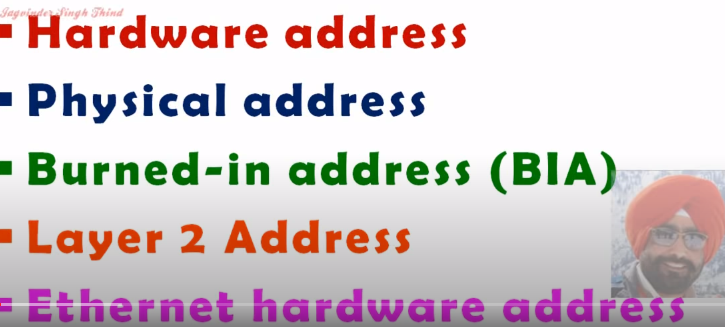 Jagvinder Singh Thind
▪ Hardware address
▪ Physical address
▪ Burned-in address (BIA)
▪ Layer 2 Address
▪ Ethernet hardware address